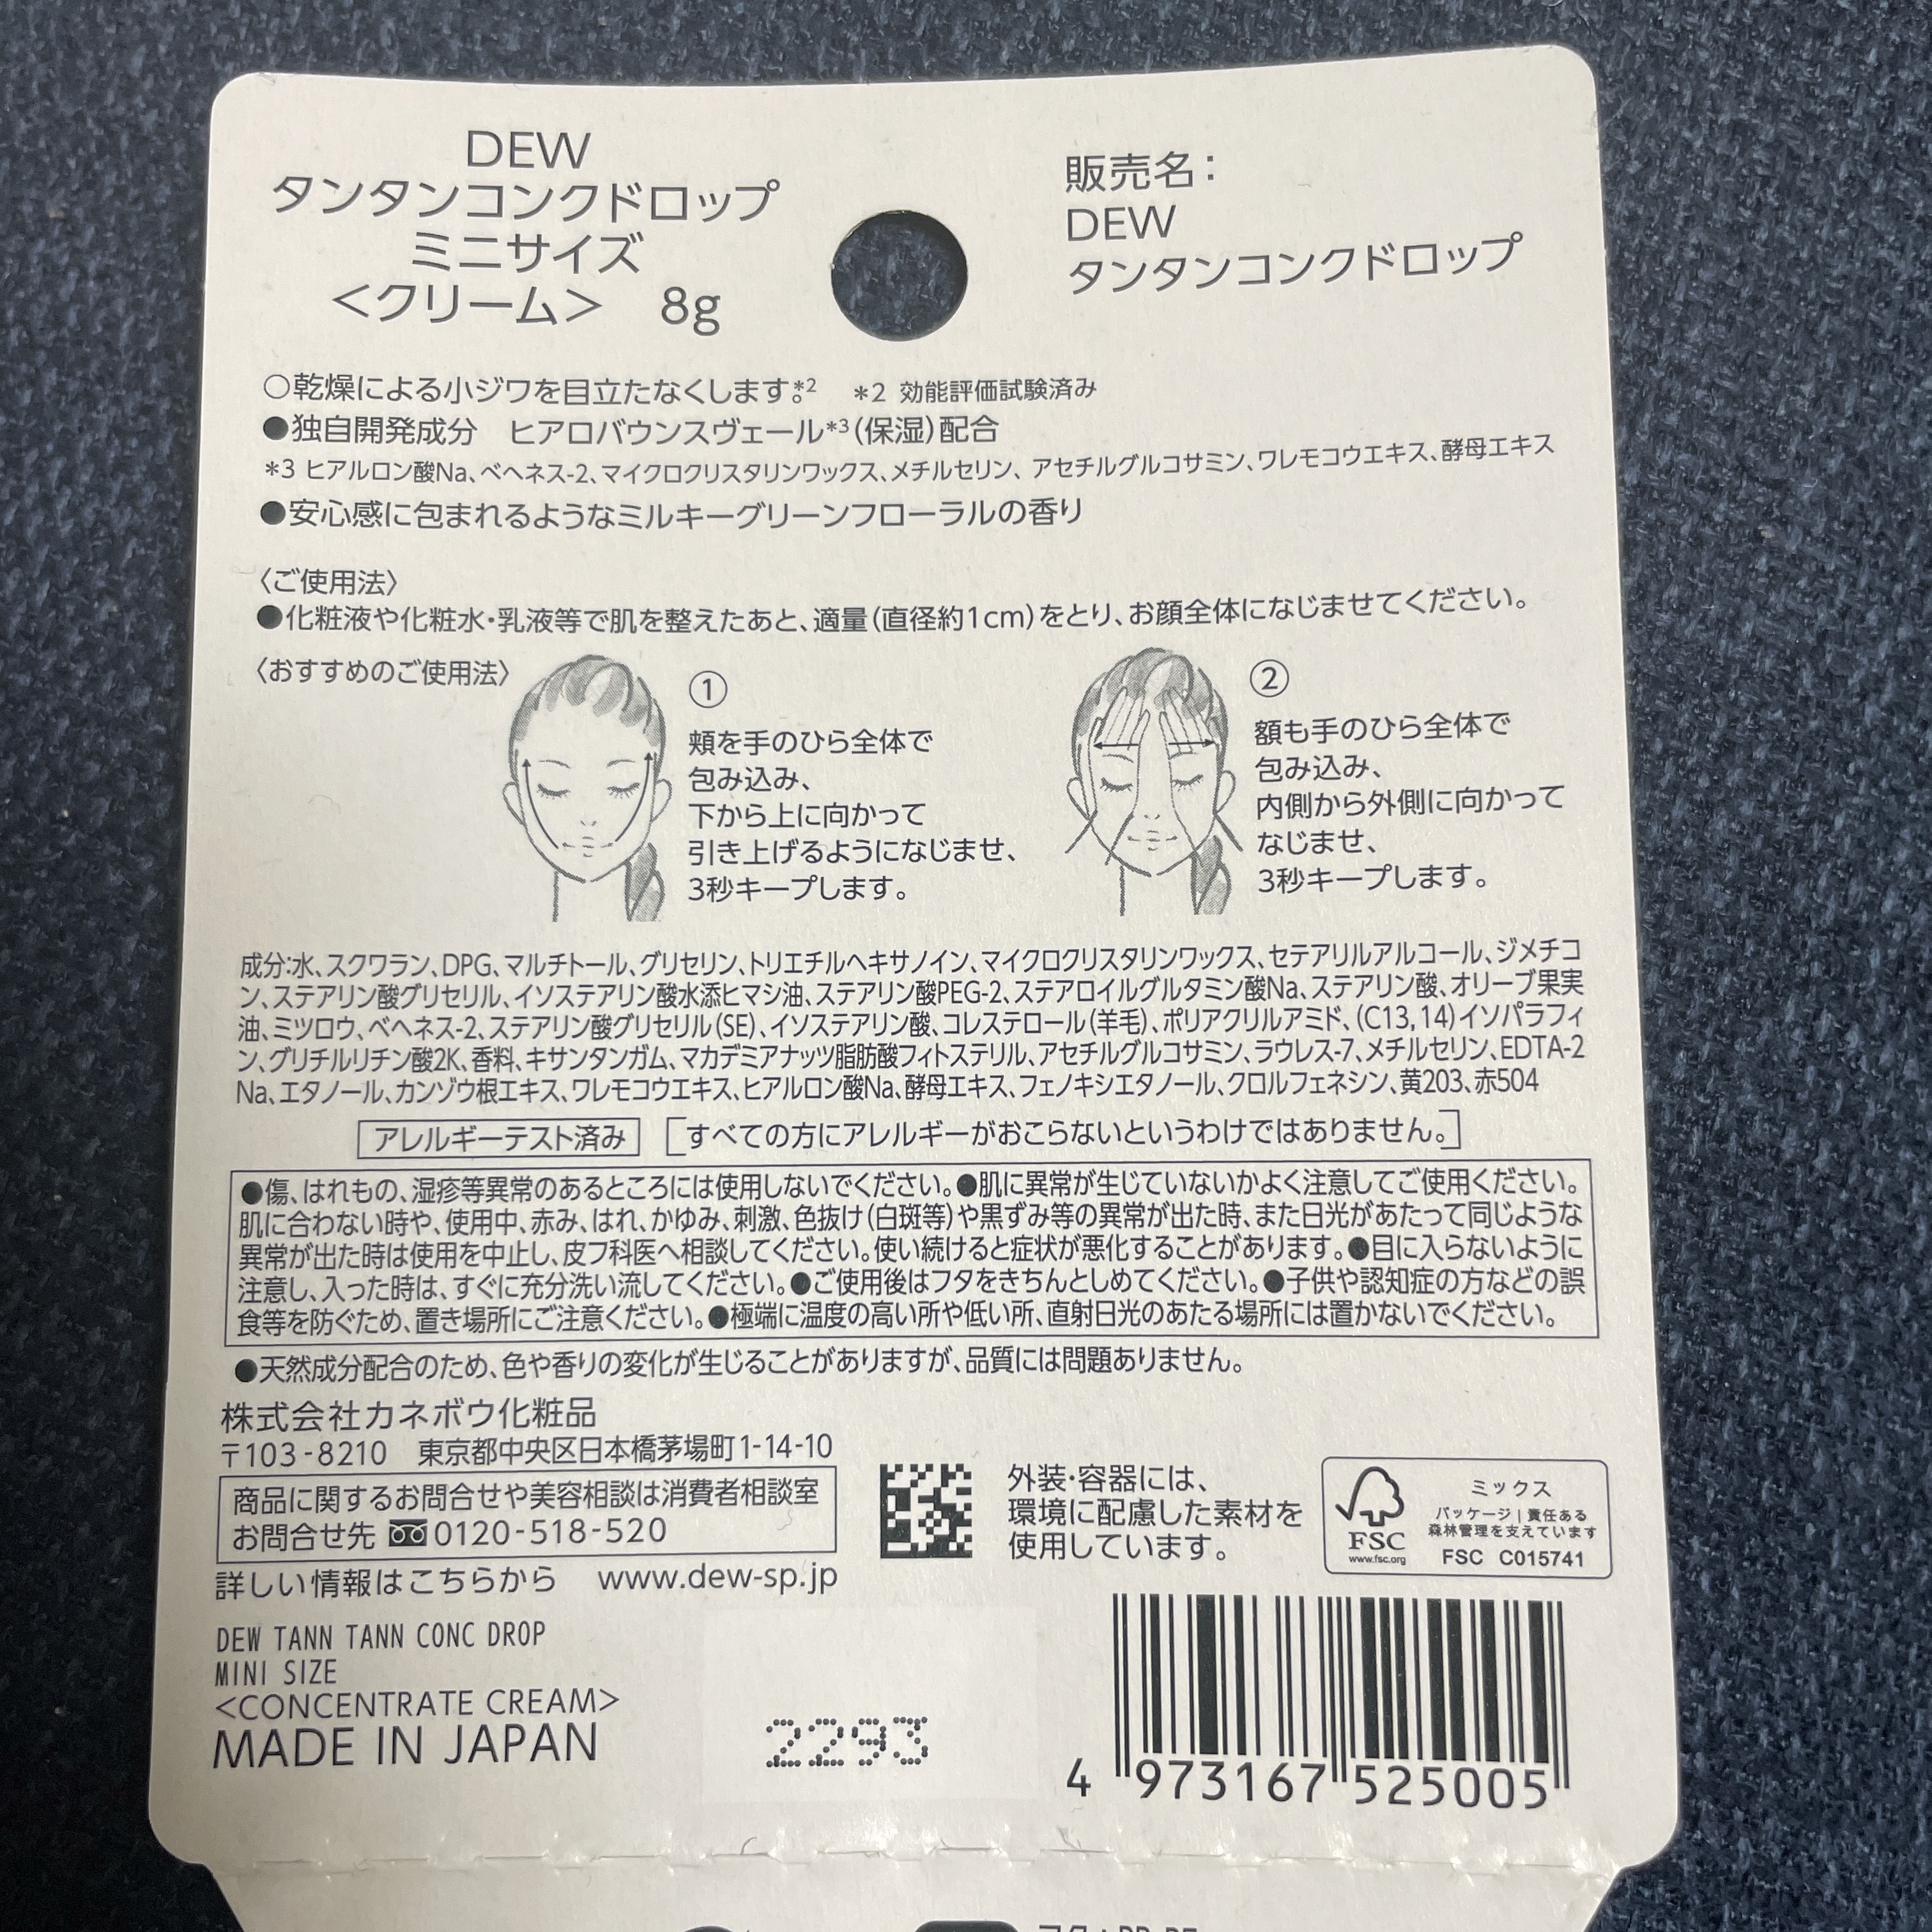 DEW
タンタンコンクドロップ
ミニサイズ
＜クリーム＞ 8g
販売名：
DEW
タンタンコンクドロップ
○乾燥による小ジワを目立たなくします。*2 *2 効能評価試験済み
●独自開発成分 ヒアロバウンスヴェール*3（保湿）配合
*3 ヒアルロン酸Na、ベヘネス-2、マイクロクリスタリンワックス、メチルセリン、アセチルグルコサミン、ワレモコウエキス、酵母エキス
●安心感に包まれるようなミルキーグリーンフローラルの香り
〈ご使用法〉
●化粧液や化粧水・乳液等で肌を整えたあと、適量（直径約1cm）をとり、お顔全体になじませてください。
〈おすすめのご使用法〉
①
頬を手のひら全体で
包み込み、
下から上に向かって
引き上げるようになじませ、
3秒キープします。
②
額も手のひら全体で
包み込み、
内側から外側に向かって
なじませ、
3秒キープします。
成分：水、スクワラン、DPG、マルチトール、グリセリン、トリエチルヘキサノイン、マイクロクリスタリンワックス、セテアリルアルコール、ジメチコ
ン、ステアリン酸グリセリル、イソステアリン酸水添ヒマシ油、ステアリン酸PEG-2、ステアロイルグルタミン酸Na、ステアリン酸、オリーブ果実
油、ミツロウ、ベヘネス-2、ステアリン酸グリセリル（SE）、イソステアリン酸、コレステロール（羊毛）、ポリアクリルアミド、（C13，14）イソパラフィ
ン、グリチルリチン酸2K、香料、キサンタンガム、マカデミアナッツ脂肪酸フィトステリル、アセチルグルコサミン、ラウレス-7、メチルセリン、EDTA-2
Na、エタノール、カンゾウ根エキス、ワレモコウエキス、ヒアルロン酸Na、酵母エキス、フェノキシエタノール、クロルフェネシン、黄203、赤504
アレルギーテスト済み ［すべての方にアレルギーがおこらないというわけではありません。］
●傷、はれもの、湿疹等異常のあるところには使用しないでください。●肌に異常が生じていないかよく注意してご使用ください。
肌に合わない時や、使用中、赤み、はれ、かゆみ、刺激、色抜け（白斑等）や黒ずみ等の異常が出た時、また日光があたって同じような
異常が出た時は使用を中止し、皮フ科医へ相談してください。使い続けると症状が悪化することがあります。●目に入らないように
注意し、入った時は、すぐに充分洗い流してください。●ご使用後はフタをきちんとしめてください。●子供や認知症の方などの誤
食等を防ぐため、置き場所にご注意ください。●極端に温度の高い所や低い所、直射日光のあたる場所には置かないでください。
●天然成分配合のため、色や香りの変化が生じることがありますが、品質には問題ありません。
株式会社カネボウ化粧品
〒103-8210 東京都中央区日本橋茅場町1-14-10
商品に関するお問合せや美容相談は消費者相談室
お問合せ先 0120-518-520
詳しい情報はこちらから www.dew-sp.jp
外装・容器には、
環境に配慮した素材を
使用しています。
FSC
www.fsc.org
ミックス
パッケージ｜責任ある
森林管理を支えています
FSC C015741
DEW TANN TANN CONC DROP
MINI SIZE
<CONCENTRATE CREAM>
MADE IN JAPAN
2293
4 973167 525005